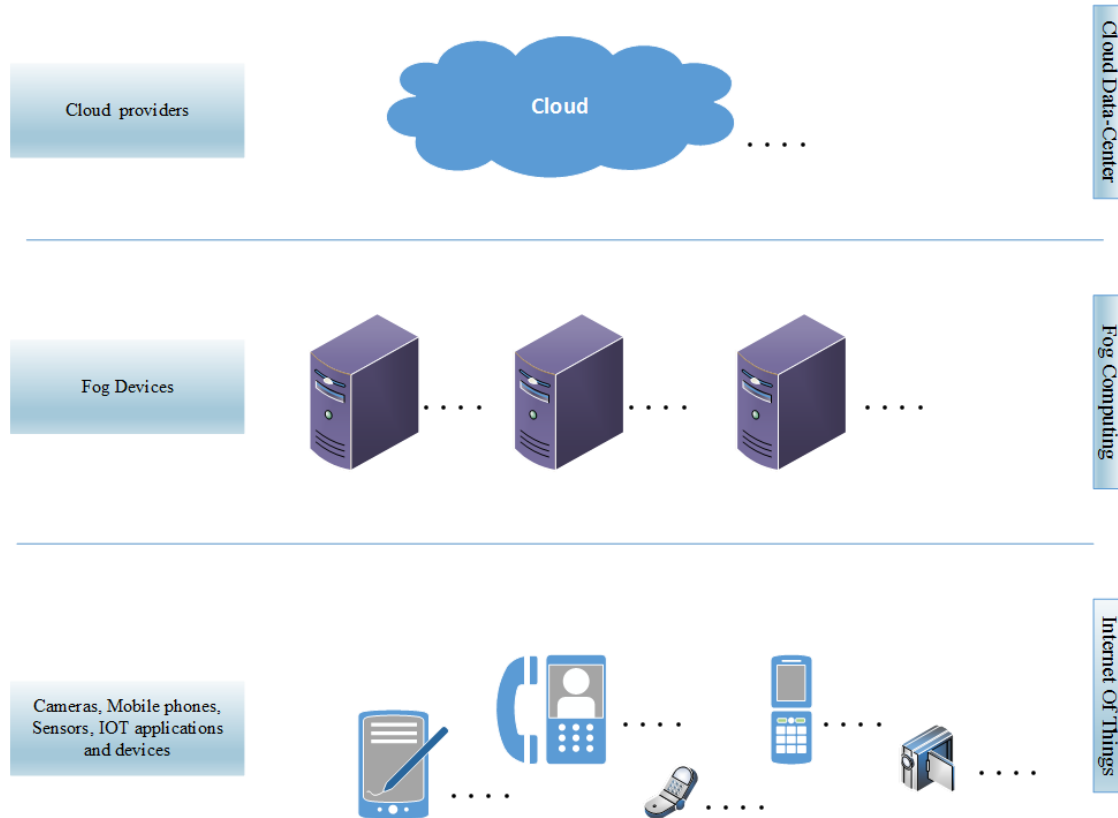 Cloud providers
Cloud
Cloud Data-Center
Fog Devices
Fog Computing
Cameras, Mobile phones,
Sensors, IOT applications
and devices
Internet Of Things